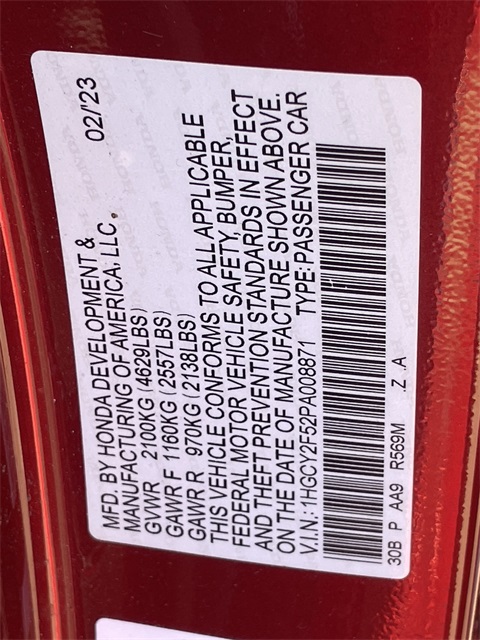 MFD. BY HONDA DEVELOPMENT & 02/'23
MANUFACTURING OF AMERICA, LLC.
GVWR 2100KG (4629LBS)
GAWR F 1160KG (2557LBS)
GAWR R 970KG (2138LBS)
THIS VEHICLE CONFORMS TO ALL APPLICABLE
FEDERAL MOTOR VEHICLE SAFETY, BUMPER,
AND THEFT PREVENTION STANDARDS IN EFFECT
ON THE DATE OF MANUFACTURE SHOWN ABOVE.
V.I.N: 1HGCY2F52PA008871 TYPE:PASSENGER CAR
30B P AA9 R569M .Z .A